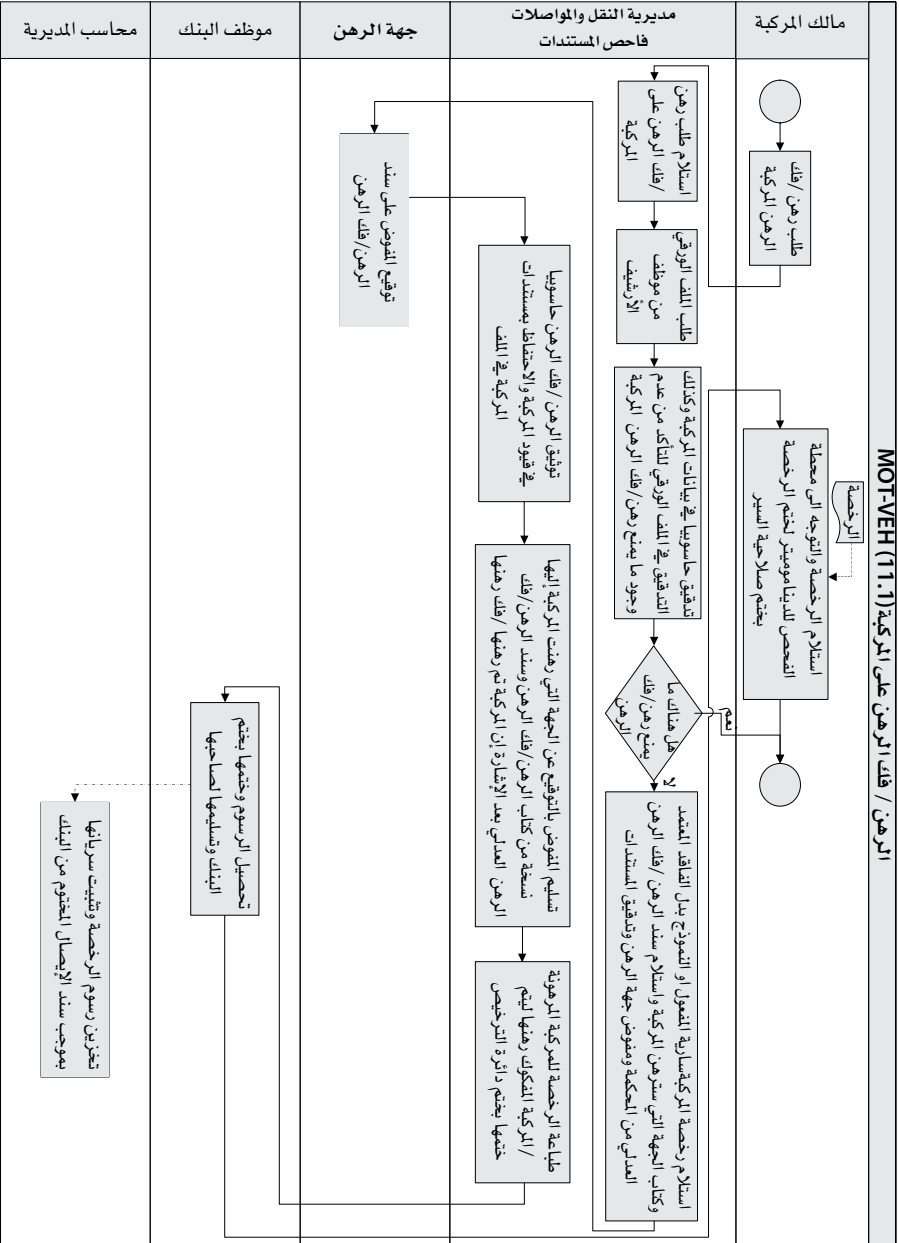 الرهن / فك الرهن على المركبة(11.1) MOT-VEH
مالك المركبة
مديرية النقل والمواصلات
فاحص المستندات
جهة الرهن
موظف البنك
محاسب المديرية
طلب رهن /فك
الرهن المركبة
الرخصة
استلام الرخصة والتوجه الى محطة
الفحص للديناموميتر لختم الرخصة
بختم صلاحية السير
استلام طلب رهن
/فك الرهن على
المركبة
طلب الملف الورقي
من موظف
الأرشيف
تدقيق حاسوبيا في بيانات المركبة وكذلك
التدقيق في الملف الورقي للتأكد من عدم
وجود ما يمنع رهن/فك الرهن المركبة
هل هناك ما
يمنع رهن/فك
الرهن
نعم
لا
استلام رخصة المركبةسارية المفعول او النموذج بدل الفاقد المعتمد
وكتاب الجهة التي سترهن المركبة واستلام سند الرهن /فك الرهن
العدلي من المحكمة ومفوض جهة الرهن وتدقيق المستندات
توقيع المفوض على سند
الرهن/فك الرهن
توثيق الرهن /فك الرهن حاسوبيا
في قيود المركبة والاحتفاظ بمستندات
المركبة في الملف
تسليم المفوض بالتوقيع عن الجهة التي رهنت المركبة إليها
نسخة من كتاب الرهن/فك الرهن وسند الرهن/فك
الرهن العدلي بعد الإشارة إن المركبة تم رهنها /فك رهنها
طباعة الرخصة للمركبة المرهونة
/المركبة المفكوك رهنها ليتم
ختمها بختم دائرة الترخيص
تحصيل الرسوم وختمها بختم
البنك وتسليمها لصاحبها
تخزين رسوم الرخصة وتثبيت سريانها
بموجب سند الإيصال المختوم من البنك